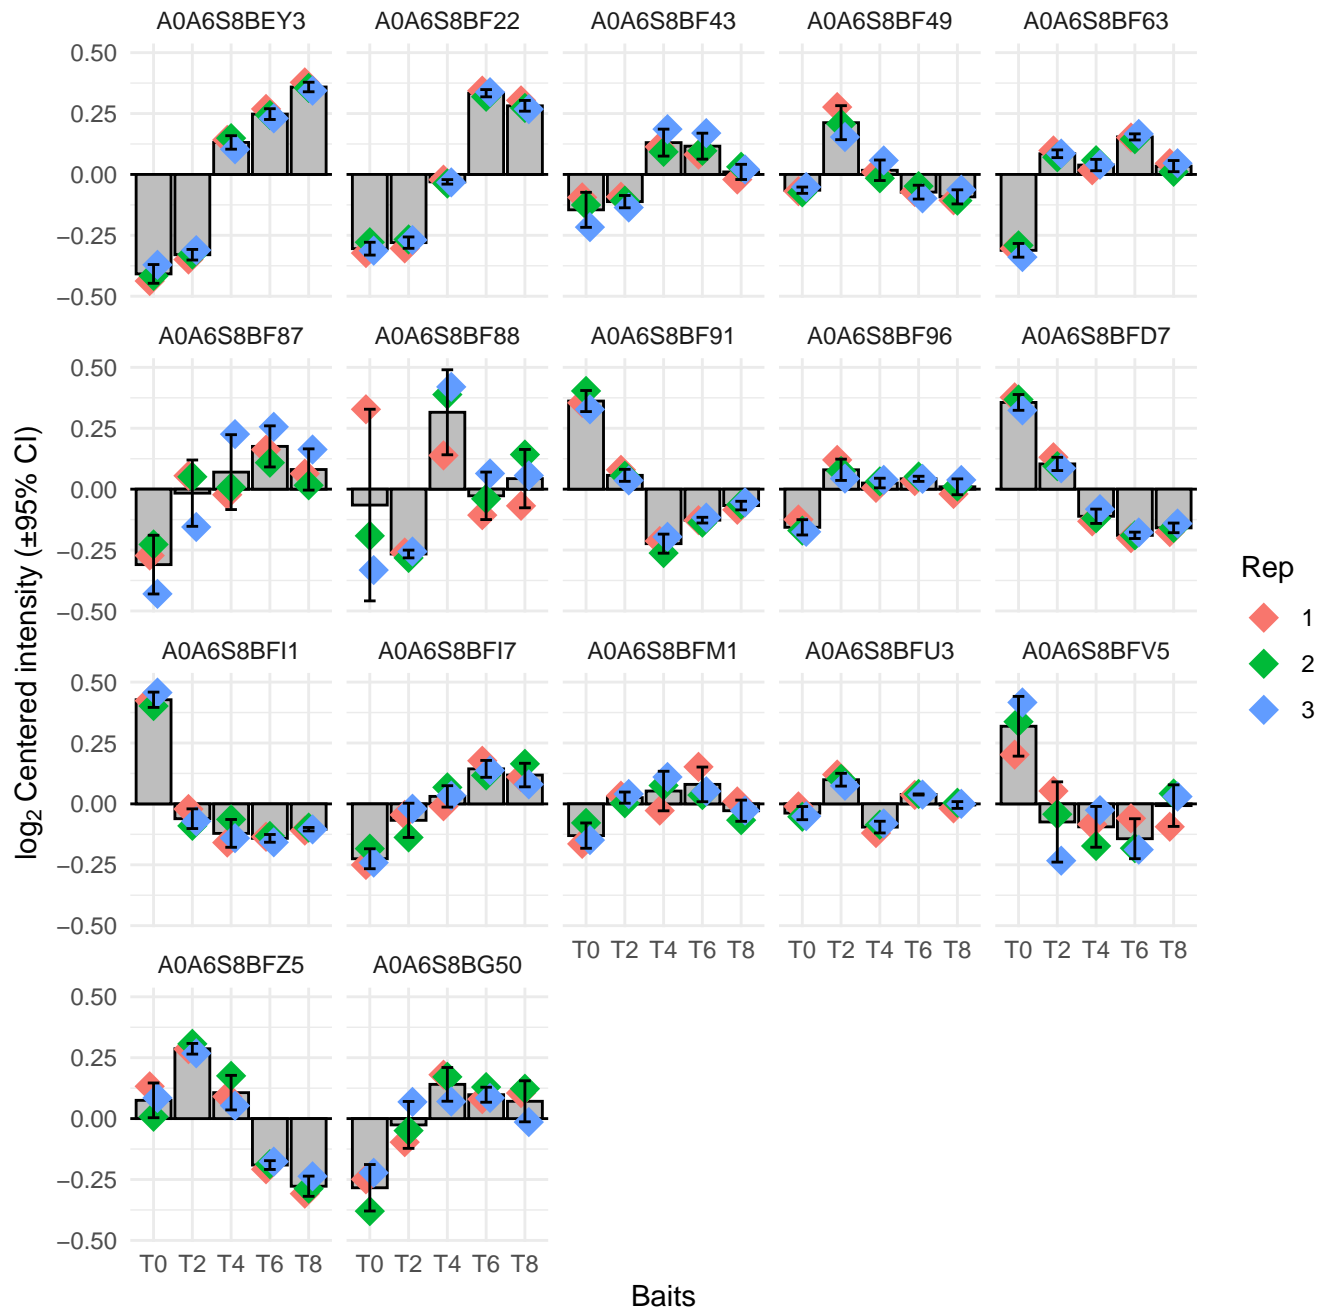 A0A6S8BEY3 A0A6S8BF22 A0A6S8BF43 A0A6S8BF49 A0A6S8BF63
0.50
0.25
0.00
−0.25
−0.50
A0A6S8BF87 A0A6S8BF88 A0A6S8BF91 A0A6S8BF96 A0A6S8BFD7
0.50
0.25
0.00
−0.25
−0.50
A0A6S8BFI1 A0A6S8BFI7 A0A6S8BFM1 A0A6S8BFU3 A0A6S8BFV5
0.50
0.25
0.00
−0.25
−0.50
T0 T2 T4 T6 T8 T0 T2 T4 T6 T8 T0 T2 T4 T6 T8
A0A6S8BFZ5 A0A6S8BG50
0.50
0.25
0.00
−0.25
−0.50
T0 T2 T4 T6 T8 T0 T2 T4 T6 T8
Baits
log2 Centered intensity (±95% CI)
Rep
1
2
3